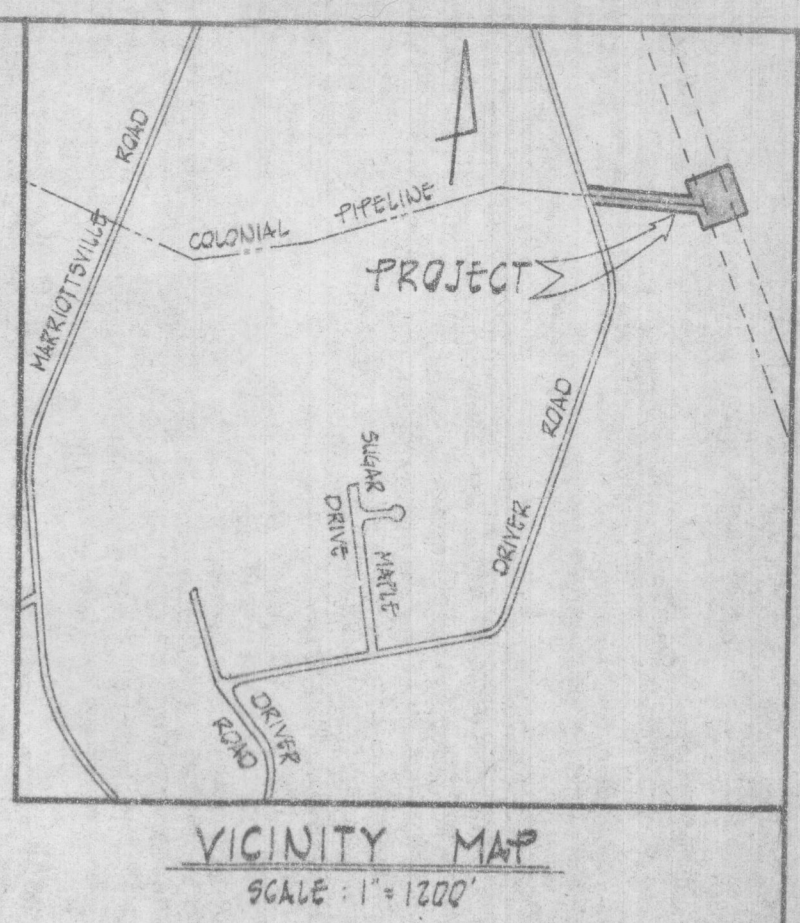 MARRIOTTSVILLE ROAD
COLONIAL PIPELINE
PROJECT
DRIVER ROAD
SUGAR
MAPLE
DRIVE
DRIVER
ROAD
VICINITY MAP
SCALE : 1" = 1200'